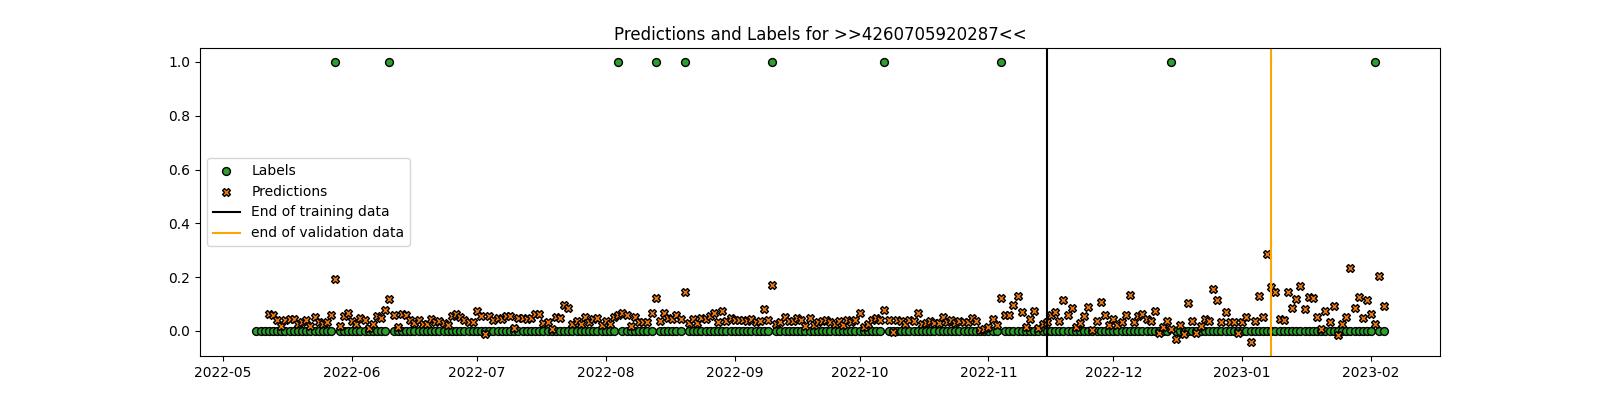 Predictions and Labels for >>4260705920287<<
1.0
0.8
0.6
0.4
0.2
0.0
Labels
Predictions
End of training data
end of validation data
2022-05 2022-06 2022-07 2022-08 2022-09 2022-10 2022-11 2022-12 2023-01 2023-02